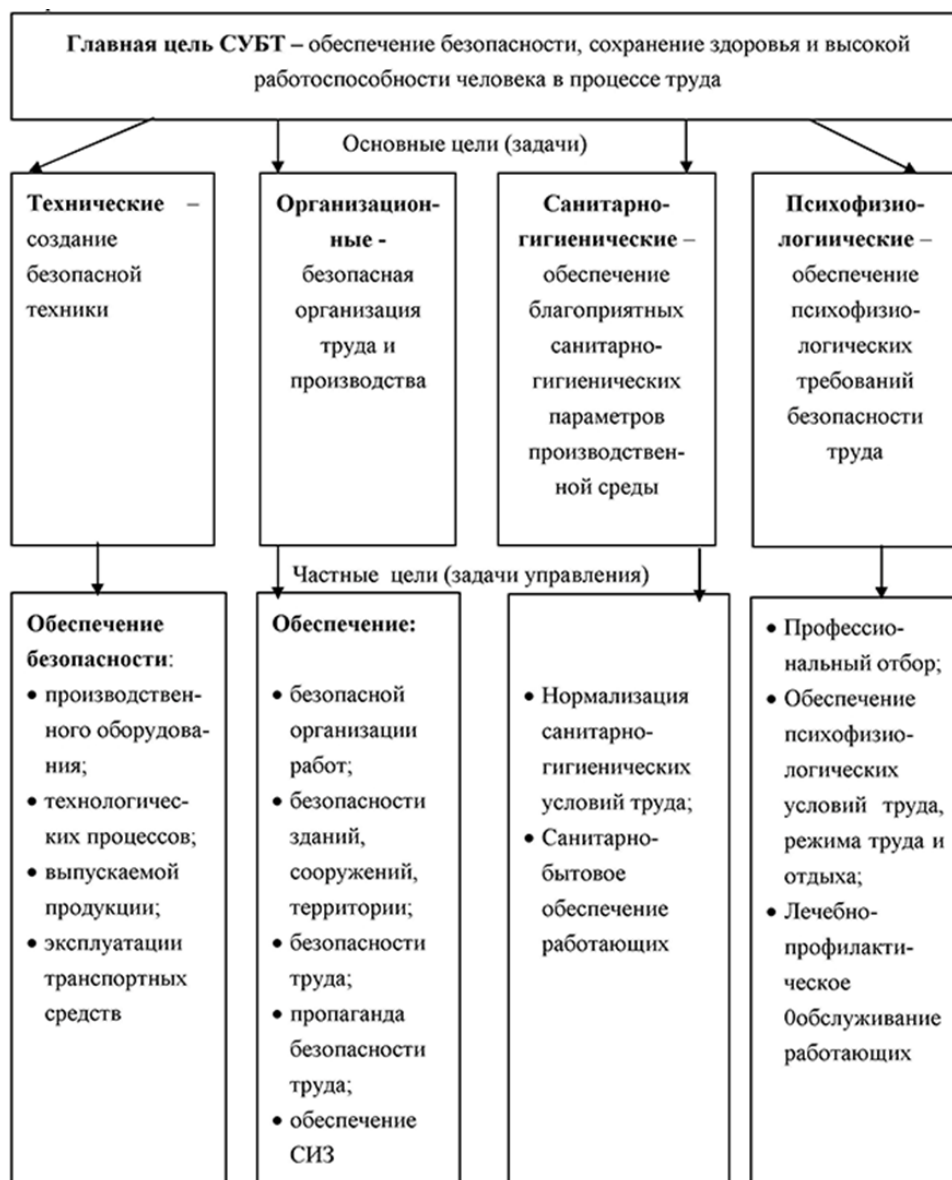 Главная цель СУБТ – обеспечение безопасности, сохранение здоровья и высокой
работоспособности человека в процессе труда
Основные цели (задачи)
Технические –
создание
безопасной
техники
Организацион-
ные -
безопасная
организация
труда и
производства
Санитарно-
гигиенические –
обеспечение
благоприятных
санитарно-
гигиенических
параметров
производствен-
ной среды
Психофизио-
логиические –
обеспечение
психофизио-
логических
требований
безопасности
труда
Частные цели (задачи управления)
Обеспечение
безопасности:
• производствен-
ного оборудова-
ния;
• технологичес-
ких процессов;
• выпускаемой
продукции;
• эксплуатации
транспортных
средств
Обеспечение:
• безопасной
организации
работ;
• безопасности
зданий,
сооружений,
территории;
• безопасности
труда;
• пропаганда
безопасности
труда;
• обеспечение
СИЗ
• Нормализация
санитарно-
гигиенических
условий труда;
• Санитарно-
бытовое
обеспечение
работающих
• Профессио-
нальный отбор;
• Обеспечение
психофизио-
логических
условий труда,
режима труда и
отдыха;
• Лечебно-
профилакти-
ческое
0обслуживание
работающих